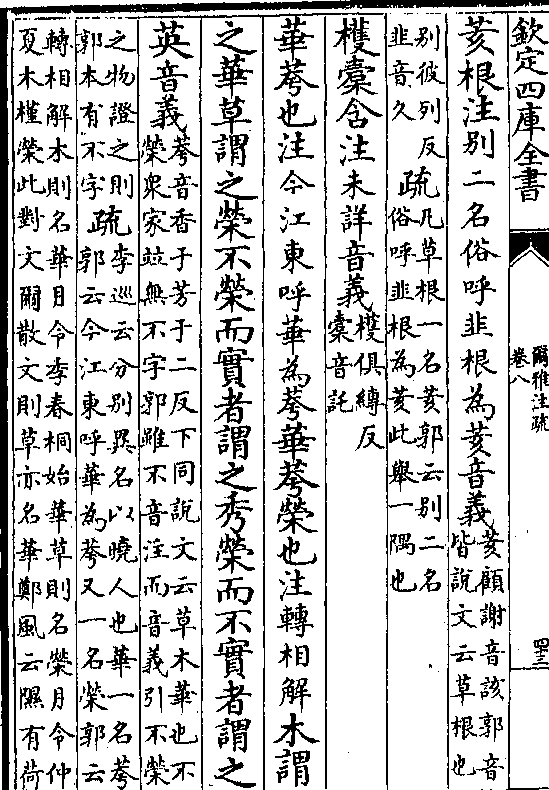 欽定四庫全書
爾雅注疏
卷八
四三
荄根注别二名俗呼韭根為荄音義荄顧謝音該郭音
皆說文云草根也
别彼列反
韭音久
疏凡草根一名荄郭云别二名
俗呼韭根為荄此舉一隅也
欔橐含注未詳音義欔俱縛反
橐音託
華荂也注今江東呼華為荂華荂榮也注轉相解木謂
之華草謂之榮不榮而實者謂之秀榮而不實者謂之
英音義荂音香于芳于二反下同說文云草木華也不
榮衆家竝無不字郭雖不音注而音義引不榮
之物證之則
郭本有不字
疏李巡云分别異名以曉人也華一名荂
郭云今江東呼華為荂又一名榮郭云
轉相解木則名華月令季春桐始華草則名榮月令仲
夏木槿榮此對文爾散文則草亦名華鄭風云隰有荷